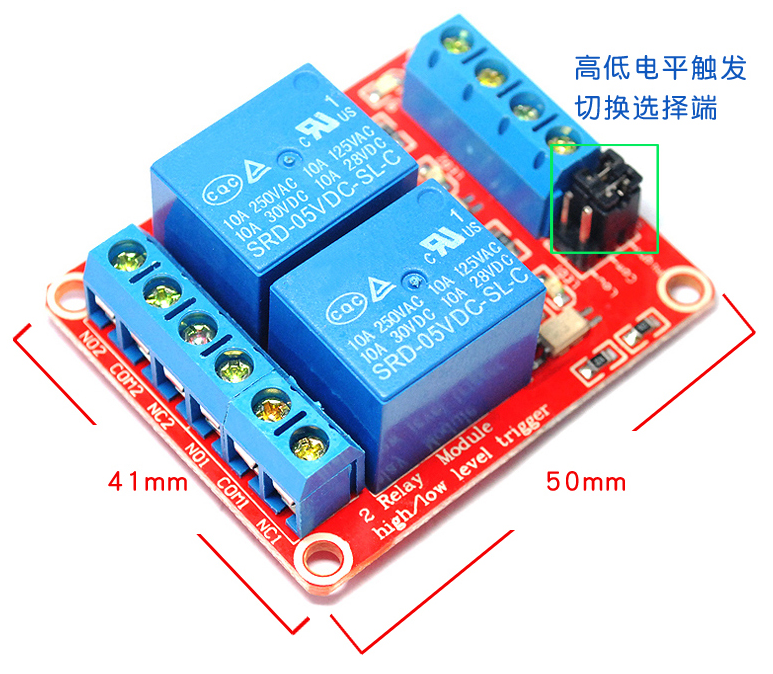 高低电平触发
切换选择端
1
C US
CQC
10A 250VAC 10A 125VAC
10A 30VDC 10A 28VDC
SRD-05VDC-SL-C
1
C US
CQC
10A 250VAC 10A 125VAC
10A 30VDC 10A 28VDC
SRD-05VDC-SL-C
NO2 COM2 NC2 NO1 COM1 NC1
2 Relay Module
high/low level trigger
41mm
50mm